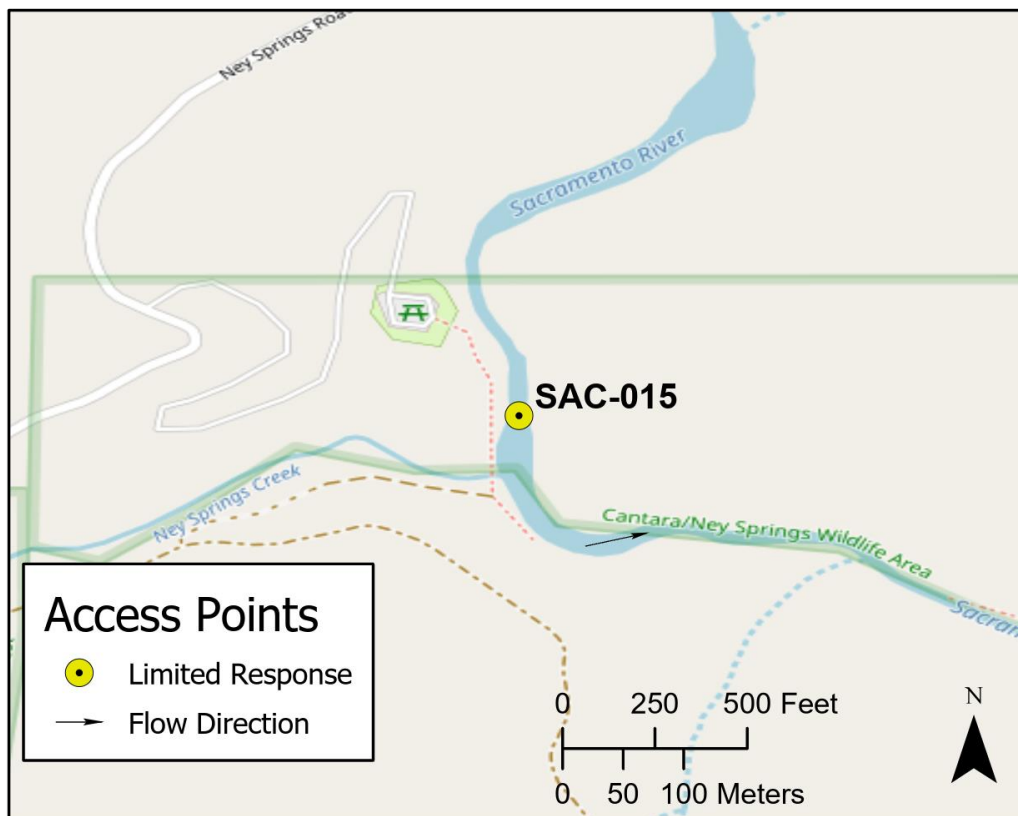 Ney Springs Road
Sacramento River
SAC-015
Ney Springs Creek
Cantara/Ney Springs Wildlife Area
Sacram
Access Points
Limited Response
Flow Direction
0 250 500 Feet
0 50 100 Meters
N